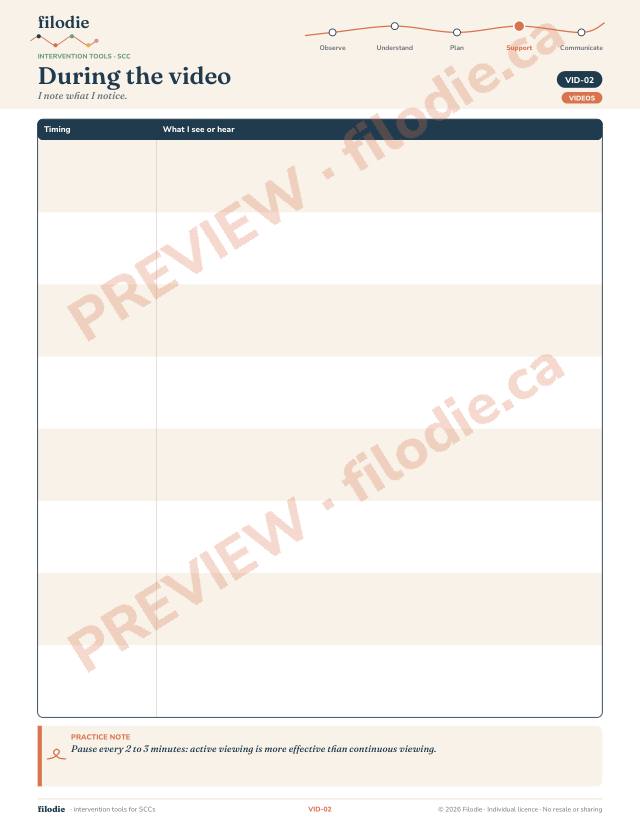 filodie
Observe Understand Plan Support Communicate
INTERVENTION TOOLS · SCC
During the video
I note what I notice.
VID-02
VIDEOS
Timing What I see or hear
PREVIEW · filodie.ca
PREVIEW · filodie.ca
PRACTICE NOTE
Pause every 2 to 3 minutes: active viewing is more effective than continuous viewing.
filodie · intervention tools for SCCs VID-02 © 2026 Filodie · Individual licence · No resale or sharing